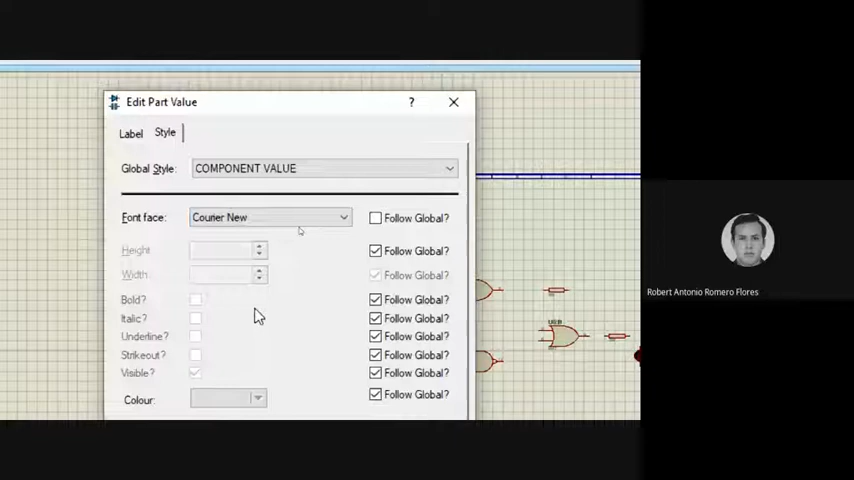 Edit Part Value
?
Label Style
Global Style: COMPONENT VALUE
Font face: Courier New Follow Global?
Height Follow Global?
Width Follow Global?
Bold? Follow Global?
Italic? Follow Global?
Underline? Follow Global?
Strikeout? Follow Global?
Visible? Follow Global?
Colour: Follow Global?
Robert Antonio Romero Flores